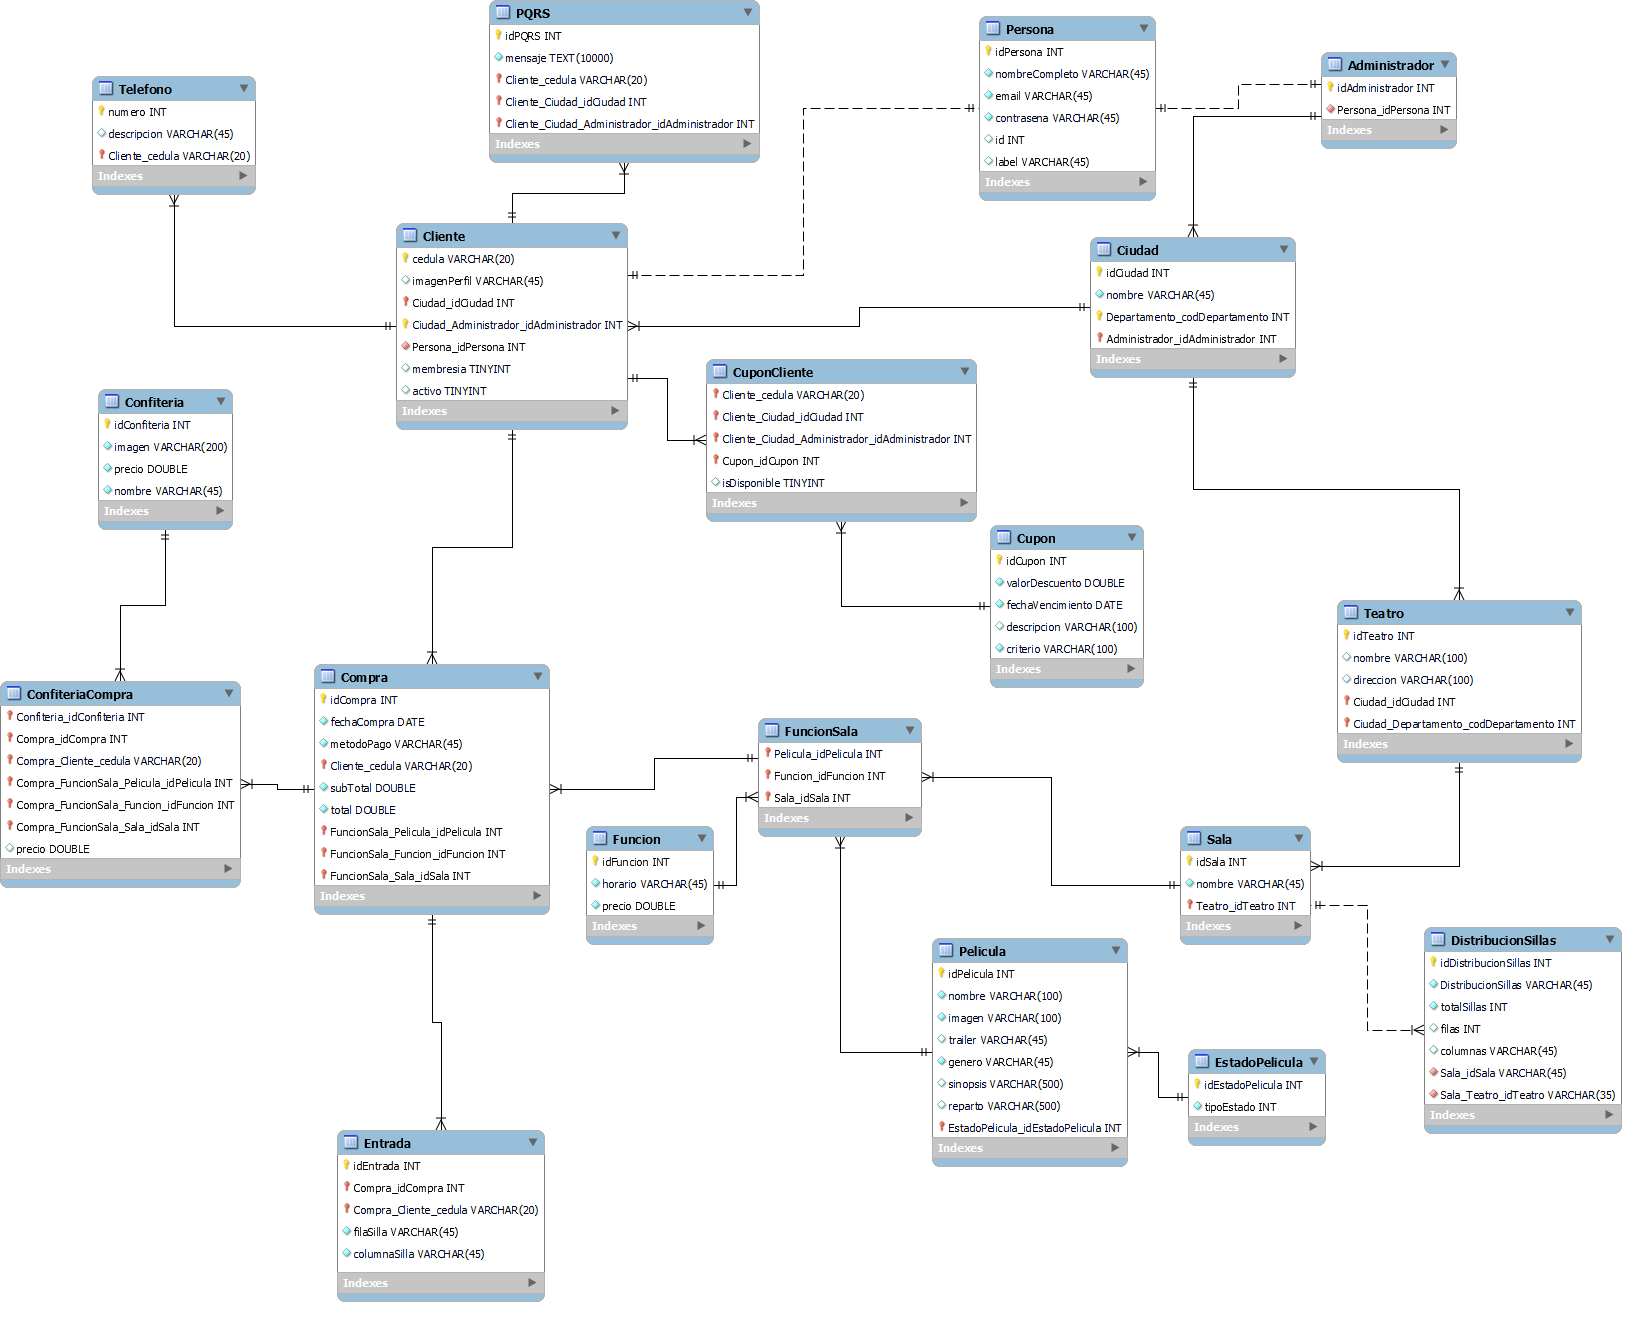 PQRS
idPQRS INT
mensaje TEXT(10000)
Cliente_cedula VARCHAR(20)
Cliente_Ciudad_idCiudad INT
Cliente_Ciudad_Administrador_idAdministrador INT
Indexes
Persona
idPersona INT
nombreCompleto VARCHAR(45)
email VARCHAR(45)
contrasena VARCHAR(45)
id INT
label VARCHAR(45)
Indexes
Administrador
idAdministrador INT
Persona_idPersona INT
Indexes
Telefono
numero INT
descripcion VARCHAR(45)
Cliente_cedula VARCHAR(20)
Indexes
Cliente
cedula VARCHAR(20)
imagenPerfil VARCHAR(45)
Ciudad_idCiudad INT
Ciudad_Administrador_idAdministrador INT
Persona_idPersona INT
membresia TINYINT
activo TINYINT
Indexes
Ciudad
idCiudad INT
nombre VARCHAR(45)
Departamento_codDepartamento INT
Administrador_idAdministrador INT
Indexes
CuponCliente
Cliente_cedula VARCHAR(20)
Cliente_Ciudad_idCiudad INT
Cliente_Ciudad_Administrador_idAdministrador INT
Cupon_idCupon INT
isDisponible TINYINT
Indexes
Confiteria
idConfiteria INT
imagen VARCHAR(200)
precio DOUBLE
nombre VARCHAR(45)
Indexes
Cupon
idCupon INT
valorDescuento DOUBLE
fechaVencimiento DATE
descripcion VARCHAR(100)
criterio VARCHAR(100)
Indexes
Teatro
idTeatro INT
nombre VARCHAR(100)
direccion VARCHAR(100)
Ciudad_idCiudad INT
Ciudad_Departamento_codDepartamento INT
Indexes
ConfiteriaCompra
Confiteria_idConfiteria INT
Compra_idCompra INT
Compra_Cliente_cedula VARCHAR(20)
Compra_FuncionSala_Pelicula_idPelicula INT
Compra_FuncionSala_Funcion_idFuncion INT
Compra_FuncionSala_Sala_idSala INT
precio DOUBLE
Indexes
Compra
idCompra INT
fechaCompra DATE
metodoPago VARCHAR(45)
Cliente_cedula VARCHAR(20)
subTotal DOUBLE
total DOUBLE
FuncionSala_Pelicula_idPelicula INT
FuncionSala_Funcion_idFuncion INT
FuncionSala_Sala_idSala INT
Indexes
FuncionSala
Pelicula_idPelicula INT
Funcion_idFuncion INT
Sala_idSala INT
Indexes
Funcion
idFuncion INT
horario VARCHAR(45)
precio DOUBLE
Indexes
Sala
idSala INT
nombre VARCHAR(45)
Teatro_idTeatro INT
Indexes
Pelicula
idPelicula INT
nombre VARCHAR(100)
imagen VARCHAR(100)
trailer VARCHAR(45)
genero VARCHAR(45)
sinopsis VARCHAR(500)
reparto VARCHAR(500)
EstadoPelicula_idEstadoPelicula INT
Indexes
DistribucionSillas
idDistribucionSillas INT
DistribucionSillas VARCHAR(45)
totalSillas INT
filas INT
columnas VARCHAR(45)
Sala_idSala VARCHAR(45)
Sala_Teatro_idTeatro VARCHAR(35)
Indexes
EstadoPelicula
idEstadoPelicula INT
tipoEstado INT
Indexes
Entrada
idEntrada INT
Compra_idCompra INT
Compra_Cliente_cedula VARCHAR(20)
filaSilla VARCHAR(45)
columnaSilla VARCHAR(45)
Indexes